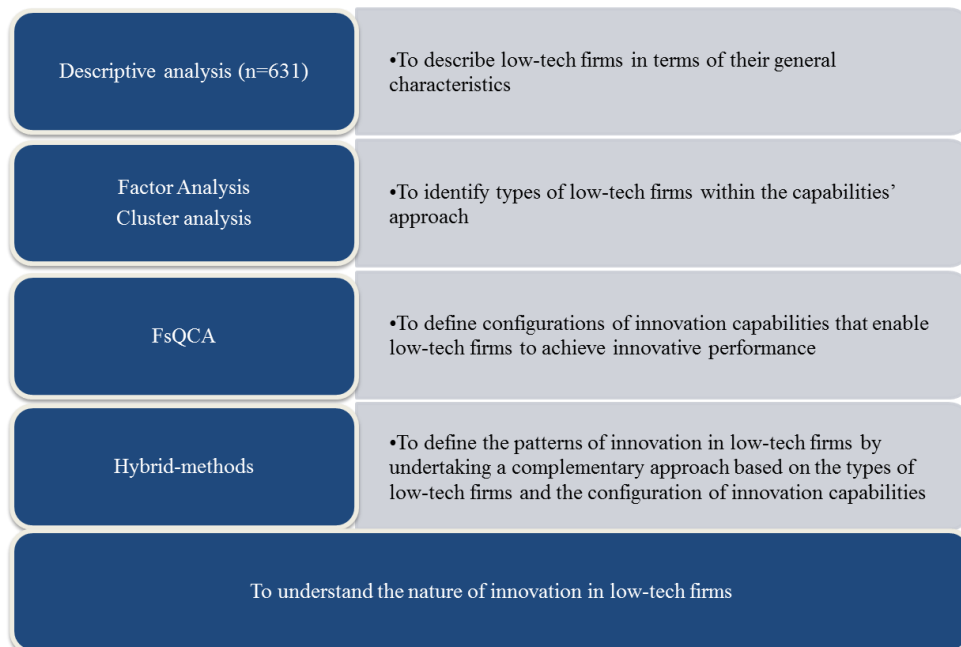 Descriptive analysis (n=631)
•To describe low-tech firms in terms of their general
characteristics
Factor Analysis
Cluster analysis
•To identify types of low-tech firms within the capabilities’
approach
FsQCA
•To define configurations of innovation capabilities that enable
low-tech firms to achieve innovative performance
Hybrid-methods
•To define the patterns of innovation in low-tech firms by
undertaking a complementary approach based on the types of
low-tech firms and the configuration of innovation capabilities
To understand the nature of innovation in low-tech firms